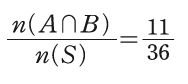 n(A∩B)/n(S) = 11/36